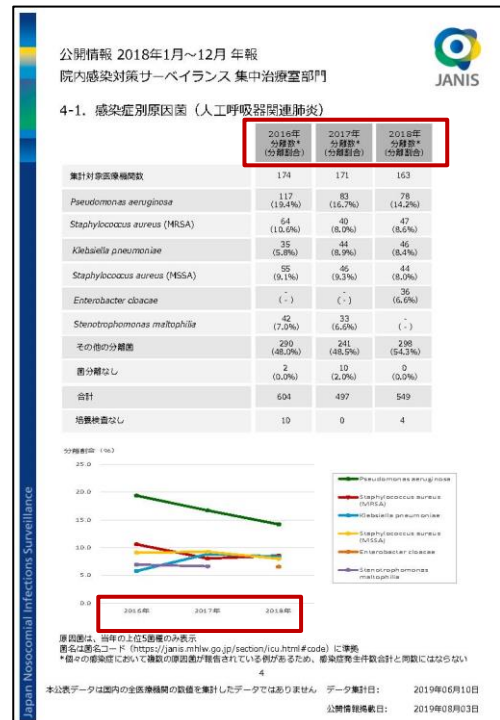 公開情報 2018年1月～12月 年報
院内感染対策サーベイランス 集中治療室部門
JANIS
4-1. 感染症別原因菌（人工呼吸器関連肺炎）
2016年 分離数* (分離割合) 2017年 分離数* (分離割合) 2018年 分離数* (分離割合)
集計対象医療機関数 174 171 163
Pseudomonas aeruginosa 117 (19.4%) 83 (16.7%) 78 (14.2%)
Staphylococcus aureus (MRSA) 64 (10.6%) 40 (8.0%) 47 (8.6%)
Klebsiella pneumoniae 35 (5.8%) 44 (8.9%) 46 (8.4%)
Staphylococcus aureus (MSSA) 55 (9.1%) 46 (9.3%) 44 (8.0%)
Enterobacter cloacae - (-) - (-) 36 (6.6%)
Stenotrophomonas maltophilia 42 (7.0%) 33 (6.6%) - (-)
その他の分離菌 290 (48.0%) 241 (48.5%) 298 (54.3%)
菌分離なし 2 (0.0%) 10 (2.0%) 0 (0.0%)
合計 604 497 549
培養検査なし 10 0 4
分離割合 (%)
25.0
20.0
15.0
10.0
5.0
0.0
2016年 2017年 2018年
Pseudomonas aeruginosa
Staphylococcus aureus (MRSA)
Klebsiella pneumoniae
Staphylococcus aureus (MSSA)
Enterobacter cloacae
Stenotrophomonas maltophilia
原因菌は、当年の上位5菌種のみ表示
菌名は菌名コード（https://janis.mhlw.go.jp/section/icu.html#code）に準拠
*個々の感染症において複数の原因菌が報告されている例があるため、感染症発生件数合計と同数にはならない
4
本公表データは国内の全医療機関の数値を集計したデータではありません データ集計日： 2019年06月10日
公開情報掲載日： 2019年08月03日
Japan Nosocomial Infections Surveillance